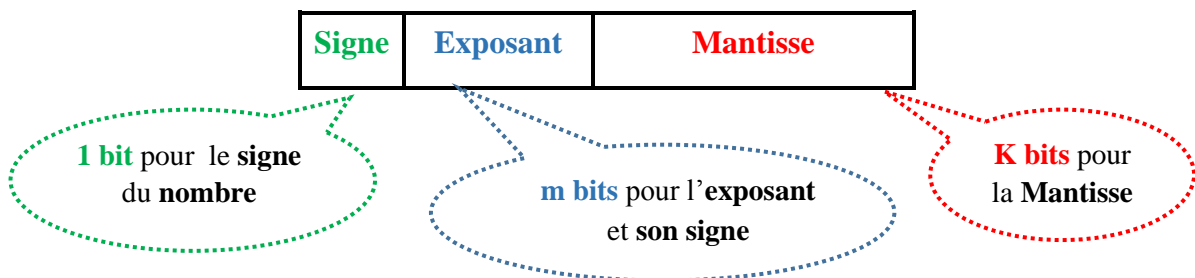 Signe Exposant Mantisse
1 bit pour le signe
du nombre
m bits pour l’exposant
et son signe
K bits pour
la Mantisse